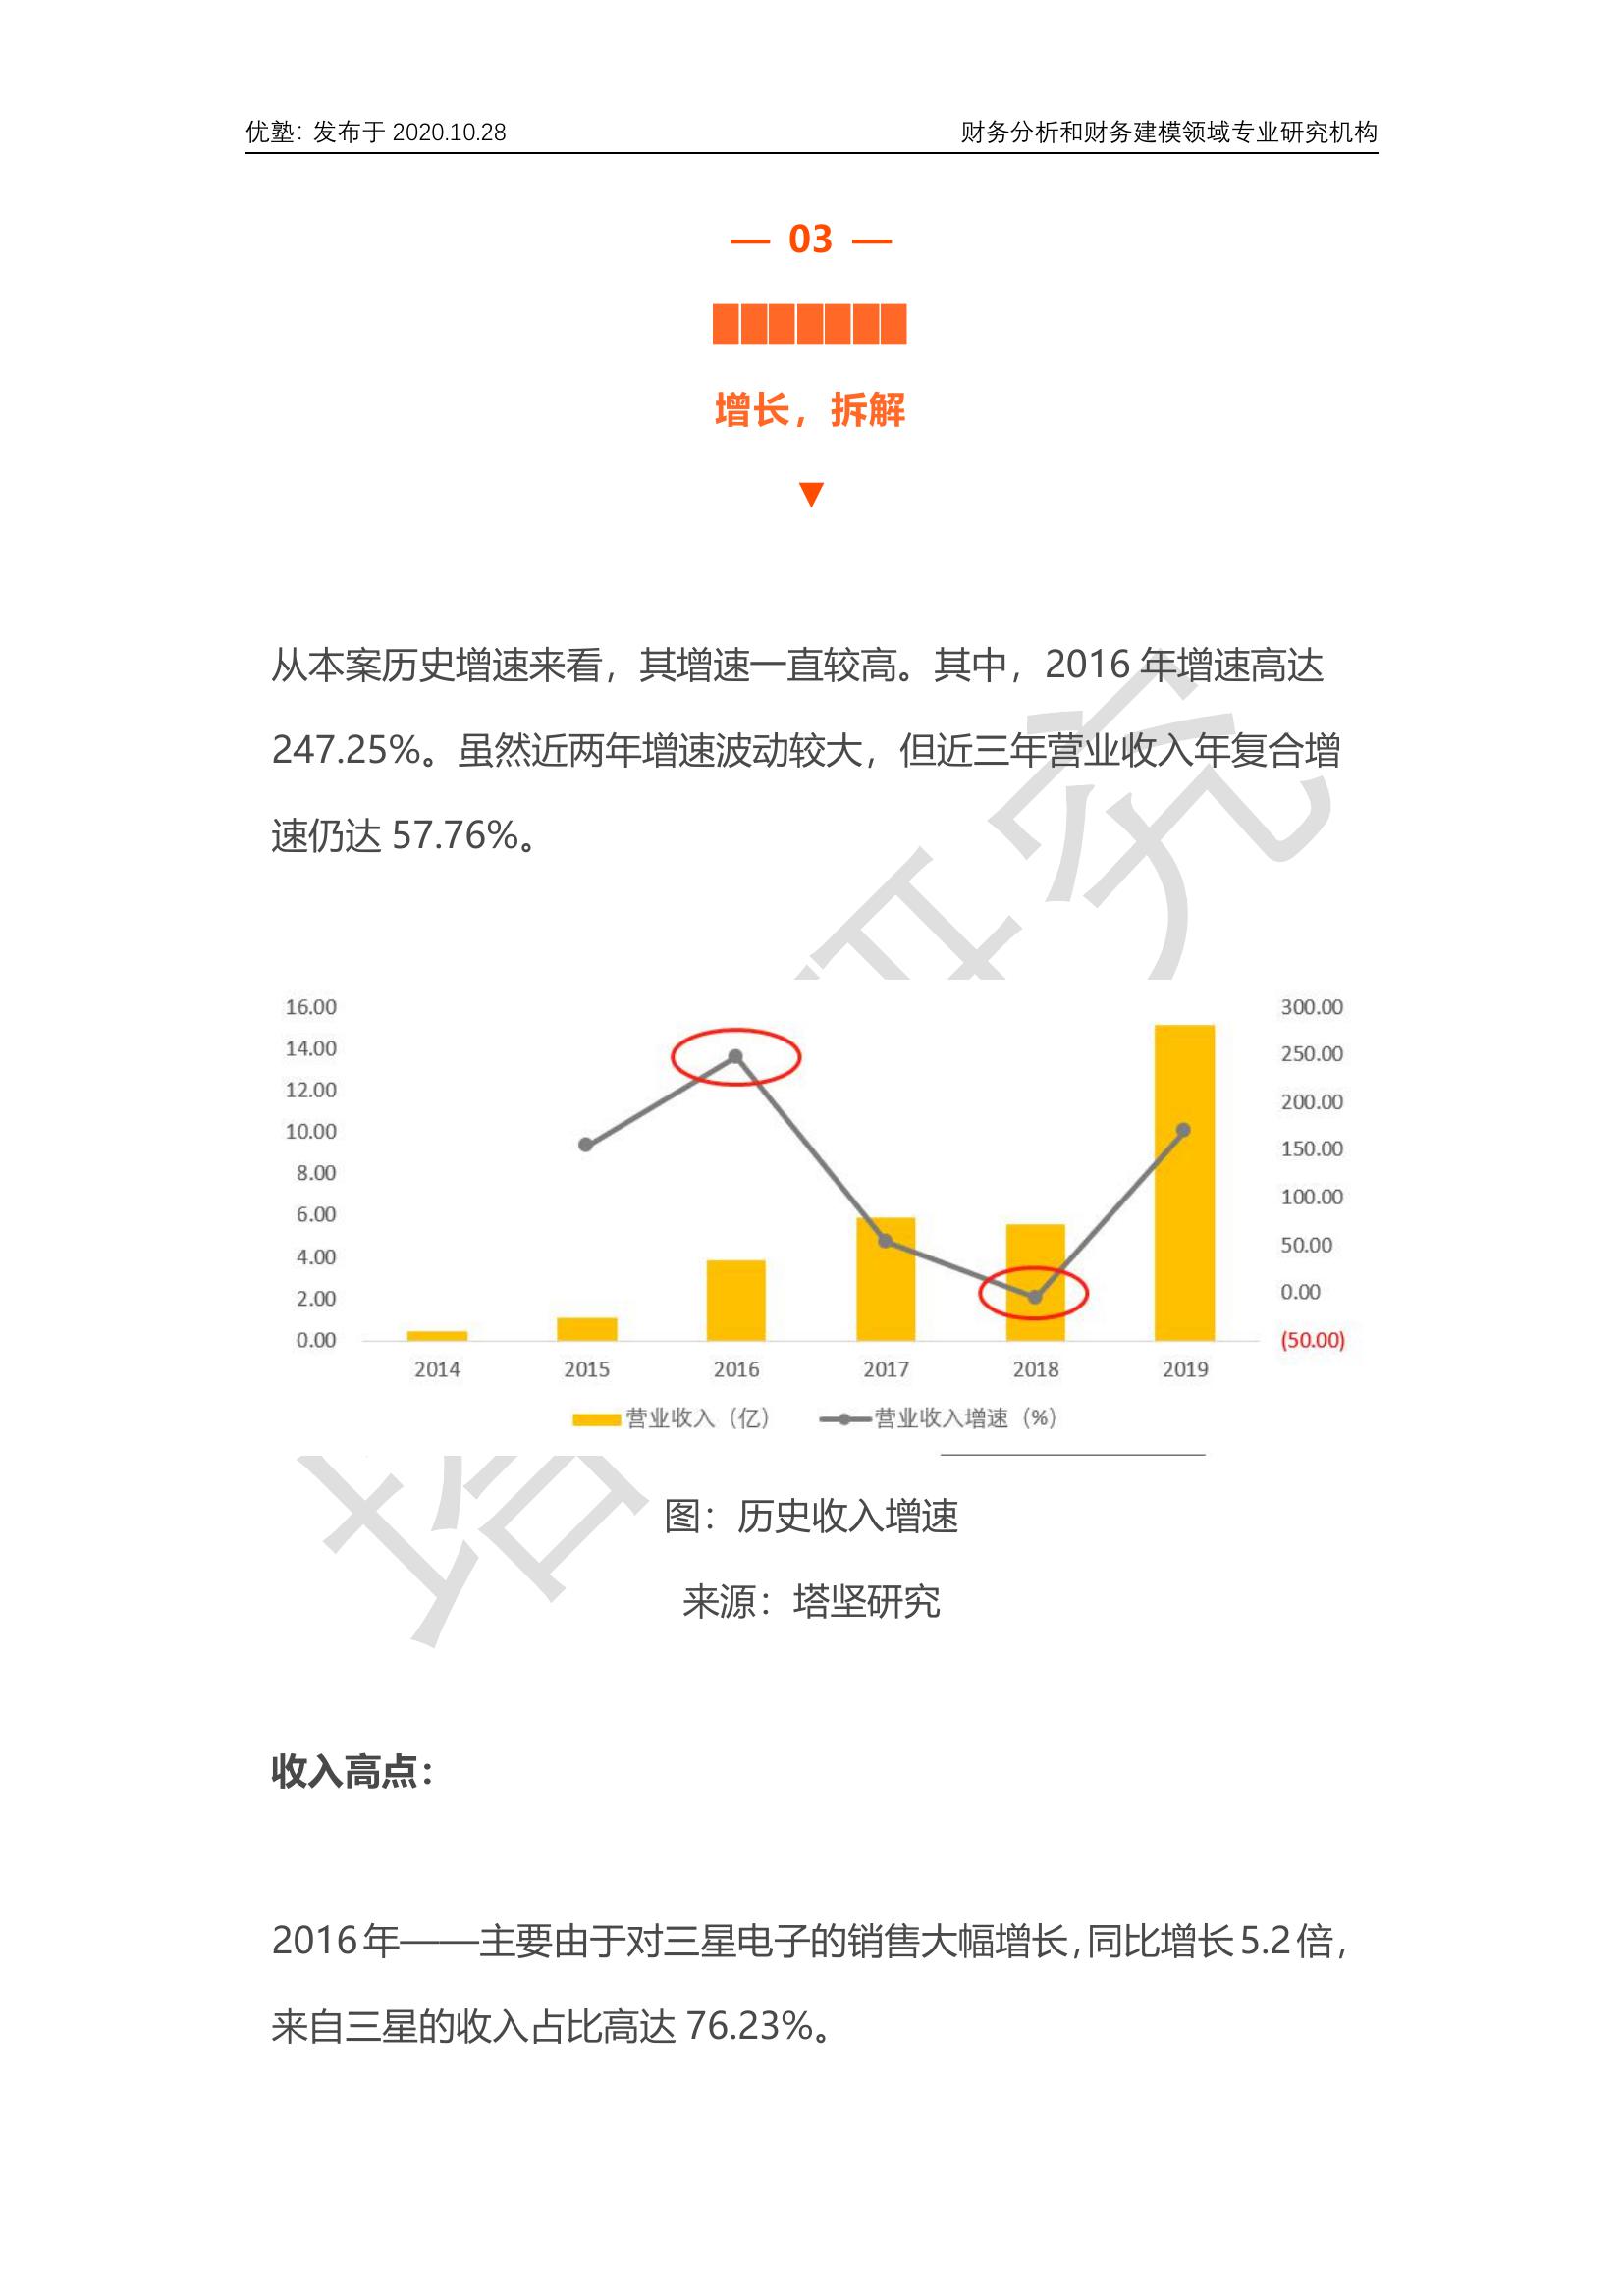 优塾：发布于 2020.10.28
财务分析和财务建模领域专业研究机构
— 03 —
███████
增长，拆解
▼
从本案历史增速来看，其增速一直较高。其中，2016 年增速高达
247.25%。虽然近两年增速波动较大，但近三年营业收入年复合增
速仍达 57.76%。
16.00
14.00
12.00
10.00
8.00
6.00
4.00
2.00
0.00
300.00
250.00
200.00
150.00
100.00
50.00
0.00
(50.00)
2014 2015 2016 2017 2018 2019
营业收入（亿） 营业收入增速（%）
图：历史收入增速
来源：塔坚研究
收入高点：
2016 年——主要由于对三星电子的销售大幅增长，同比增长 5.2 倍，
来自三星的收入占比高达 76.23%。